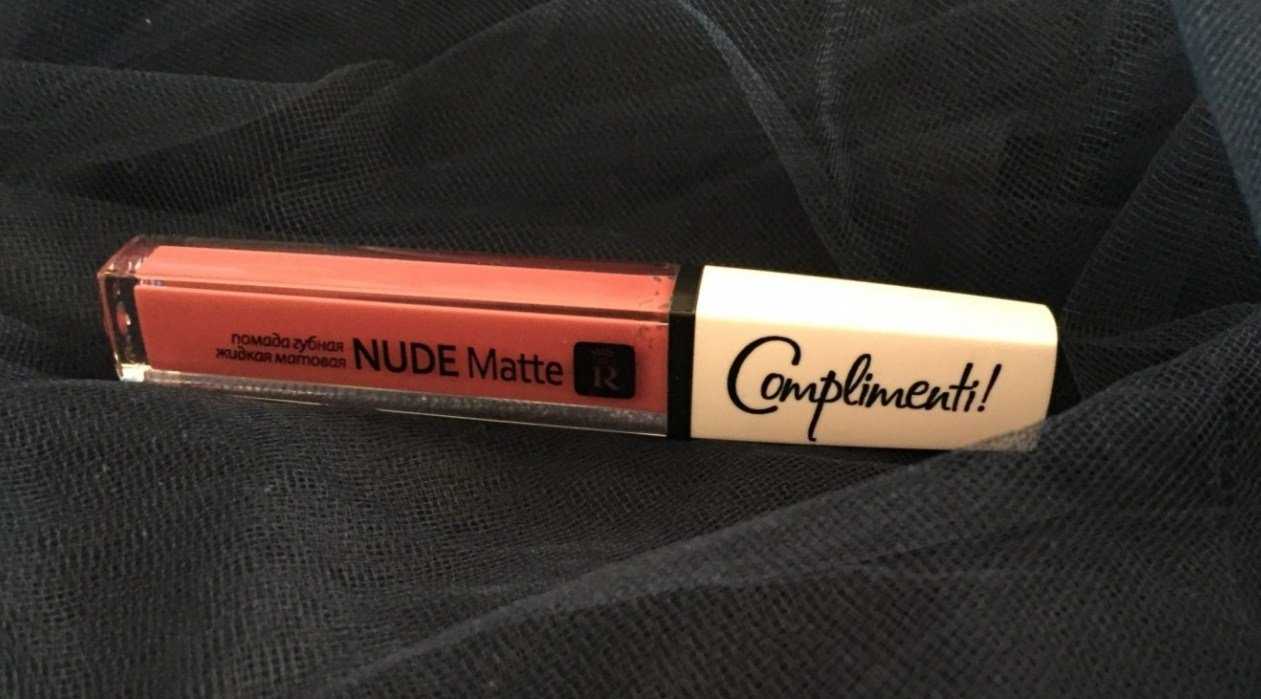 помада губная
жидкая матовая
NUDE Matte
R
Complimenti!